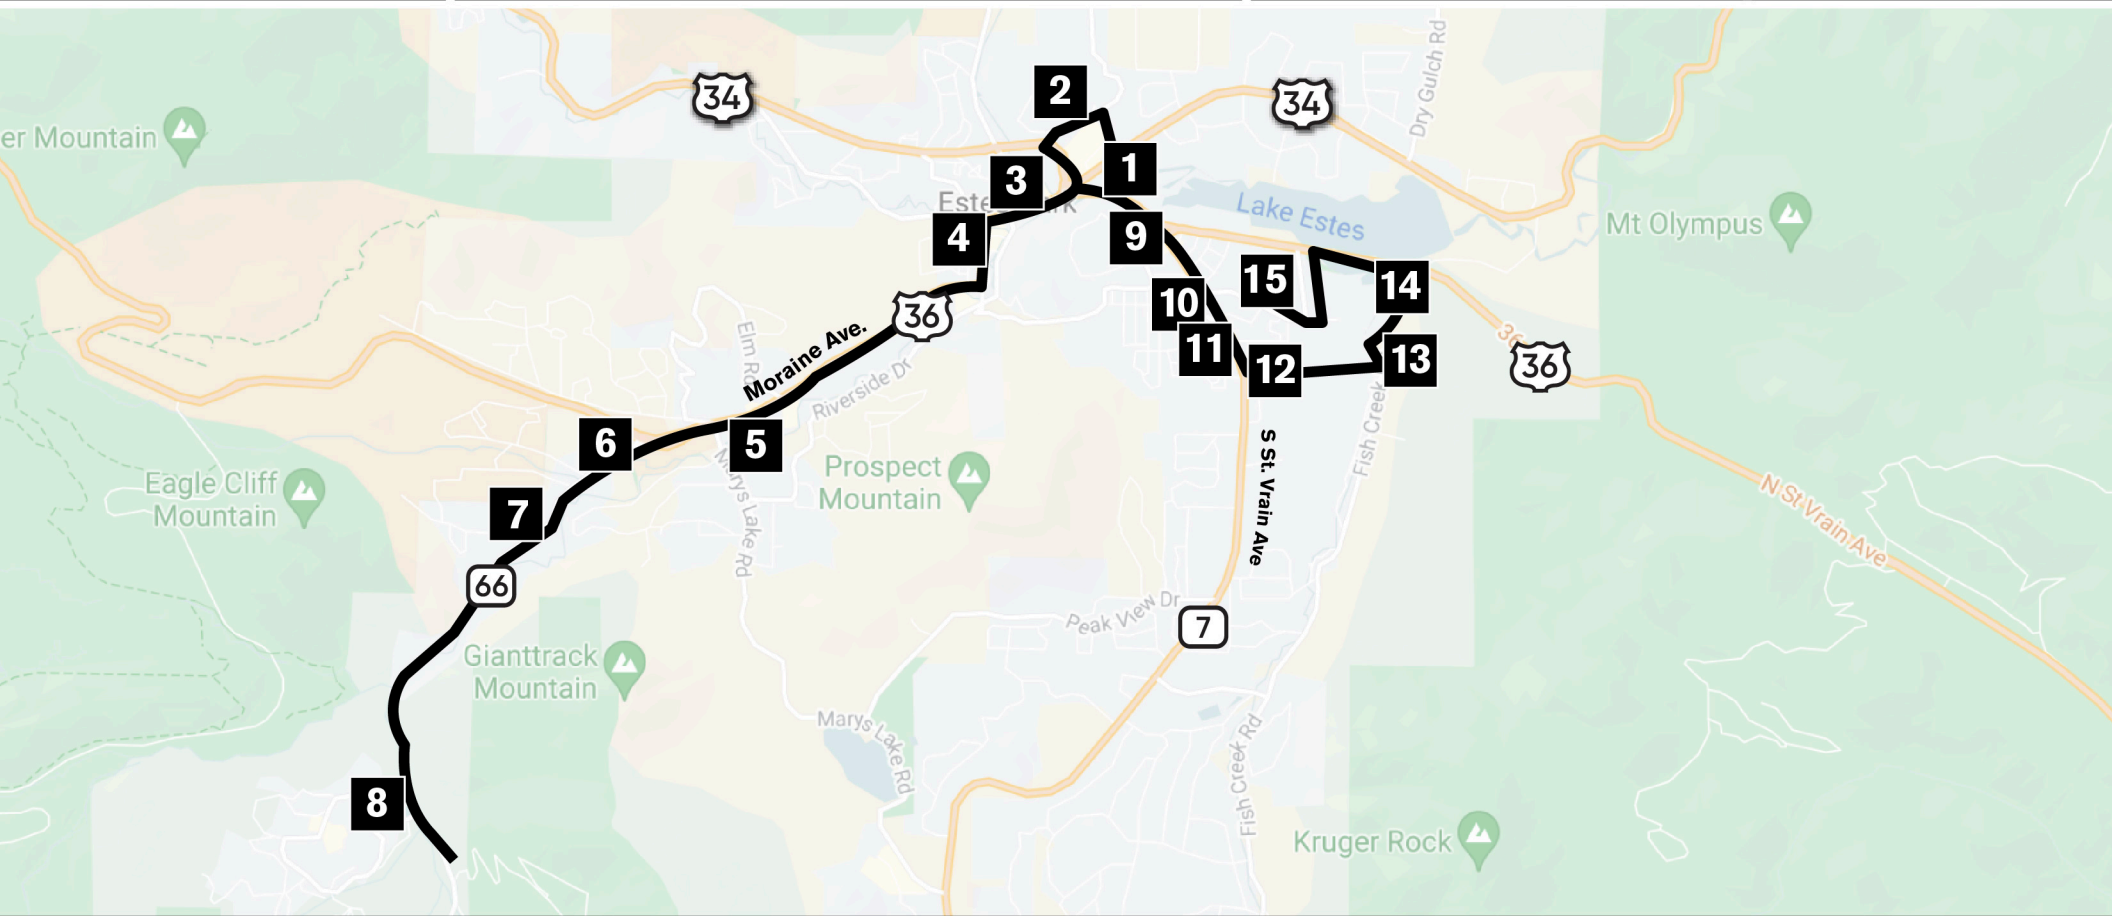 34
34
Dry Gulch Rd
er Mountain
2
1
3
Lake Estes
Mt Olympus
4
9
15
14
10
36
Elm Rd
Moraine Ave.
36
11
12
13
36
Riverside Dr
Fish Creek
6
5
S St. Vrain Ave
Prospect
Mountain
Eagle Cliff
Mountain
Marys Lake Rd
N St Vrain Ave
7
66
Peak View Dr
7
Gianttrack
Mountain
Marys Lake Rd
Fish Creek Rd
8
Kruger Rock